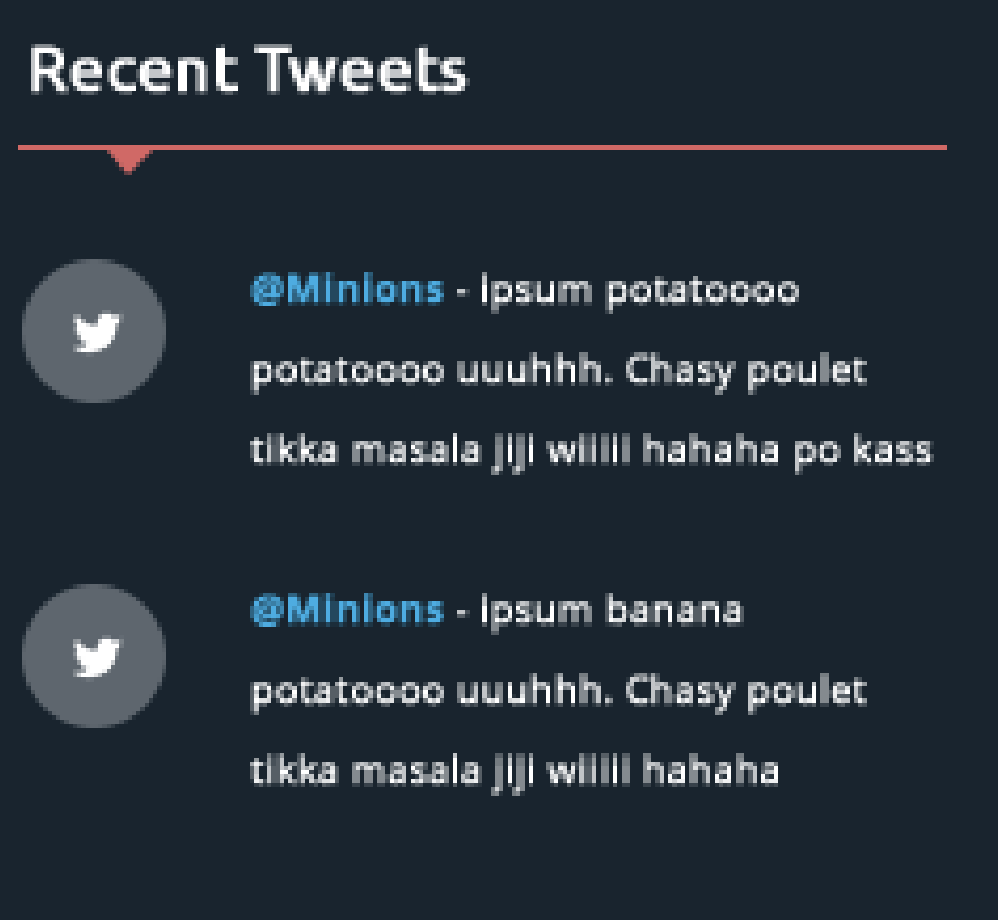 Recent Tweets
@Minions - ipsum potatoooo
potatoooo uuuhhh. Chasy poulet
tikka masala jiji wiiiii hahaha po kass
@Minions - ipsum banana
potatoooo uuuhhh. Chasy poulet
tikka masala jiji wiiiii hahaha